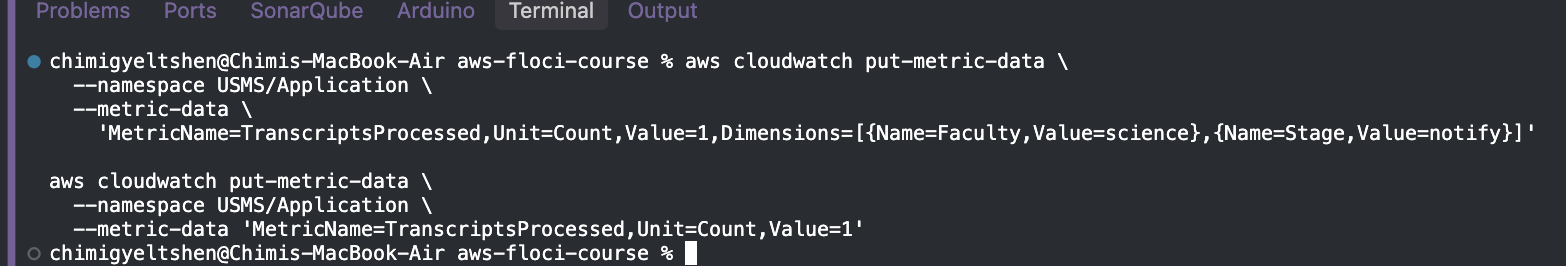 Problems Ports SonarQube Arduino Terminal Output
chimigyeltshen@Chimis-MacBook-Air aws-floci-course % aws cloudwatch put-metric-data \
--namespace USMS/Application \
--metric-data \
'MetricName=TranscriptsProcessed,Unit=Count,Value=1,Dimensions=[{Name=Faculty,Value=science},{Name=Stage,Value=notify}]'
aws cloudwatch put-metric-data \
--namespace USMS/Application \
--metric-data 'MetricName=TranscriptsProcessed,Unit=Count,Value=1'
chimigyeltshen@Chimis-MacBook-Air aws-floci-course %